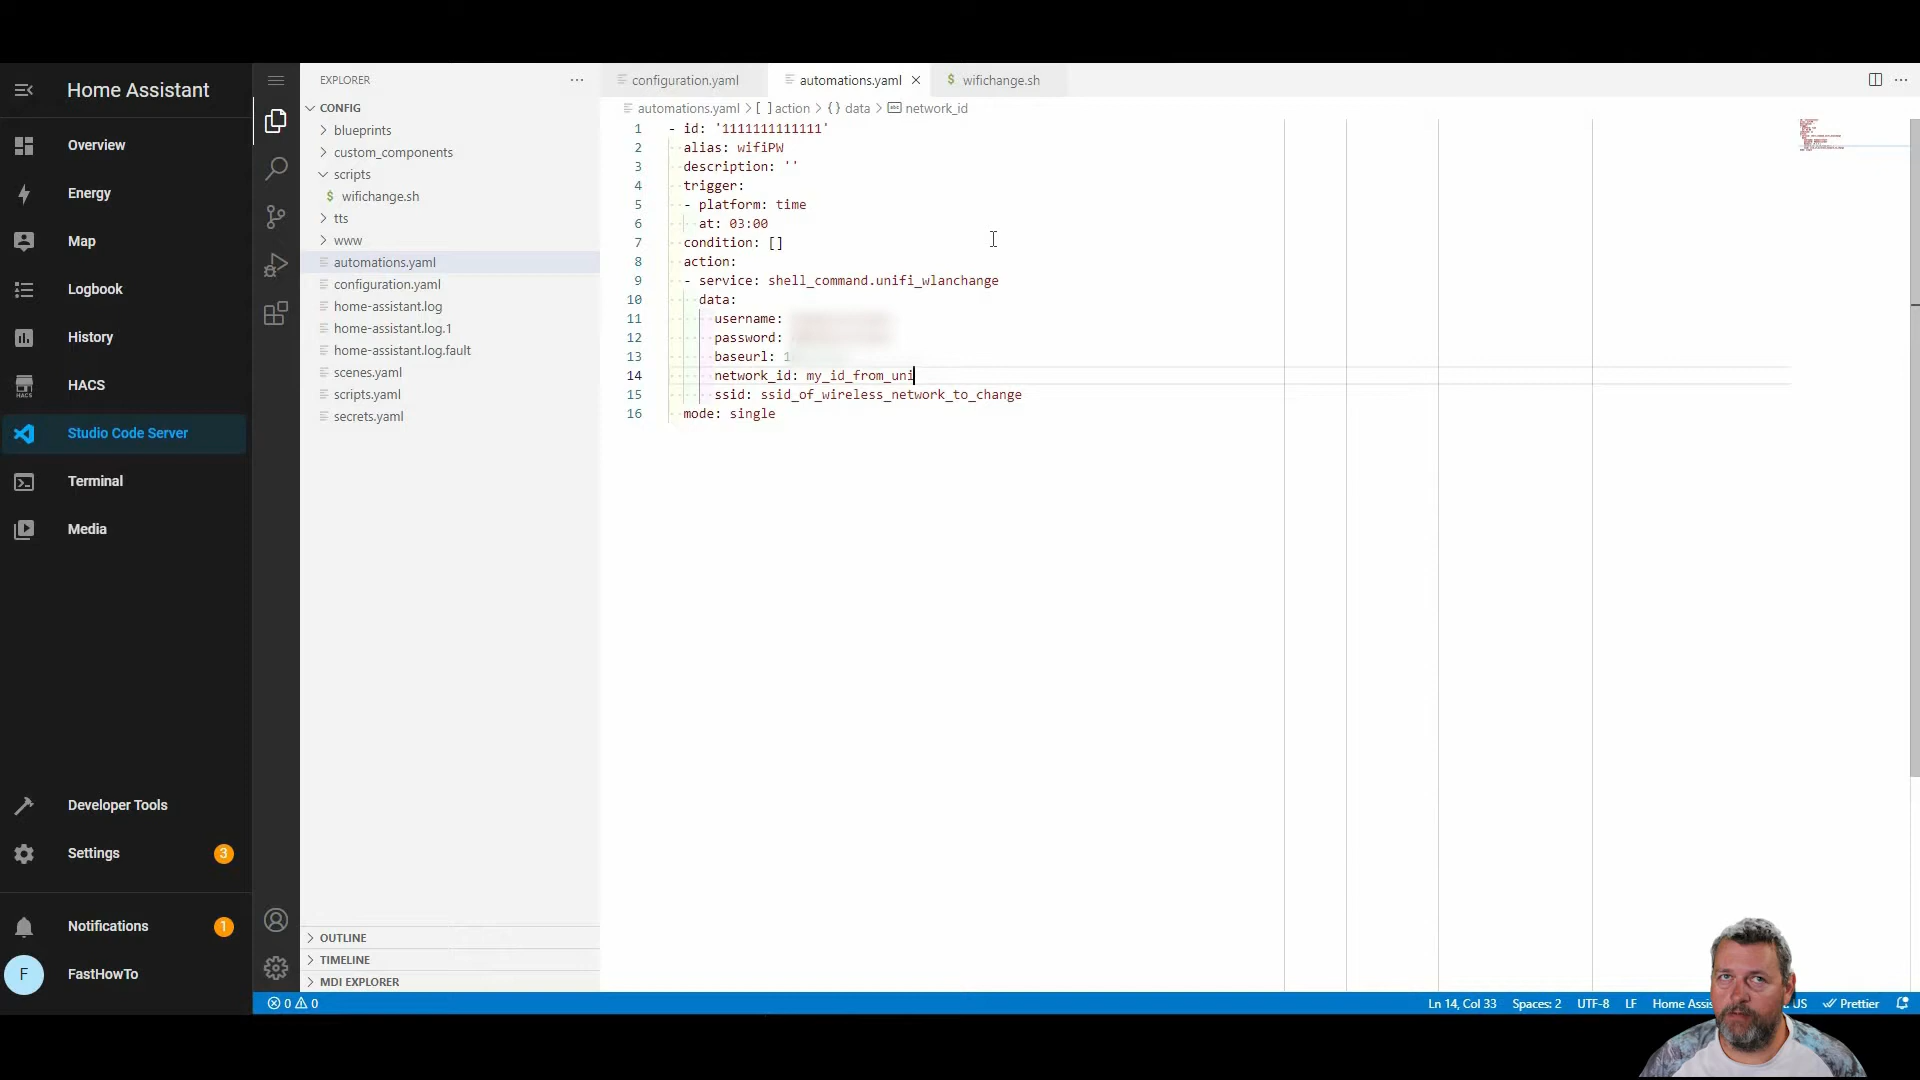 Home Assistant
Overview
Energy
Map
Logbook
History
HACS
HACS
Studio Code Server
Terminal
Media
Developer Tools
Settings
3
Notifications
1
F
FastHowTo
EXPLORER
CONFIG
blueprints
custom_components
scripts
$ wifichange.sh
tts
www
automations.yaml
configuration.yaml
home-assistant.log
home-assistant.log.1
home-assistant.log.fault
scenes.yaml
scripts.yaml
secrets.yaml
OUTLINE
TIMELINE
MDI EXPLORER
configuration.yaml
automations.yaml
$ wifichange.sh
automations.yaml > [ ] action > {} data > abc network_id
1 - id: '1111111111111'
2 alias: wifiPW
3 description: ''
4 trigger:
5 - platform: time
6 at: 03:00
7 condition: []
8 action:
9 - service: shell_command.unifi_wlanchange
10 data:
11 username:
12 password:
13 baseurl: 1
14 network_id: my_id_from_uni
15 ssid: ssid_of_wireless_network_to_change
16 mode: single
0 0
Ln 14, Col 33 Spaces: 2 UTF-8 LF Home Assis US Prettier